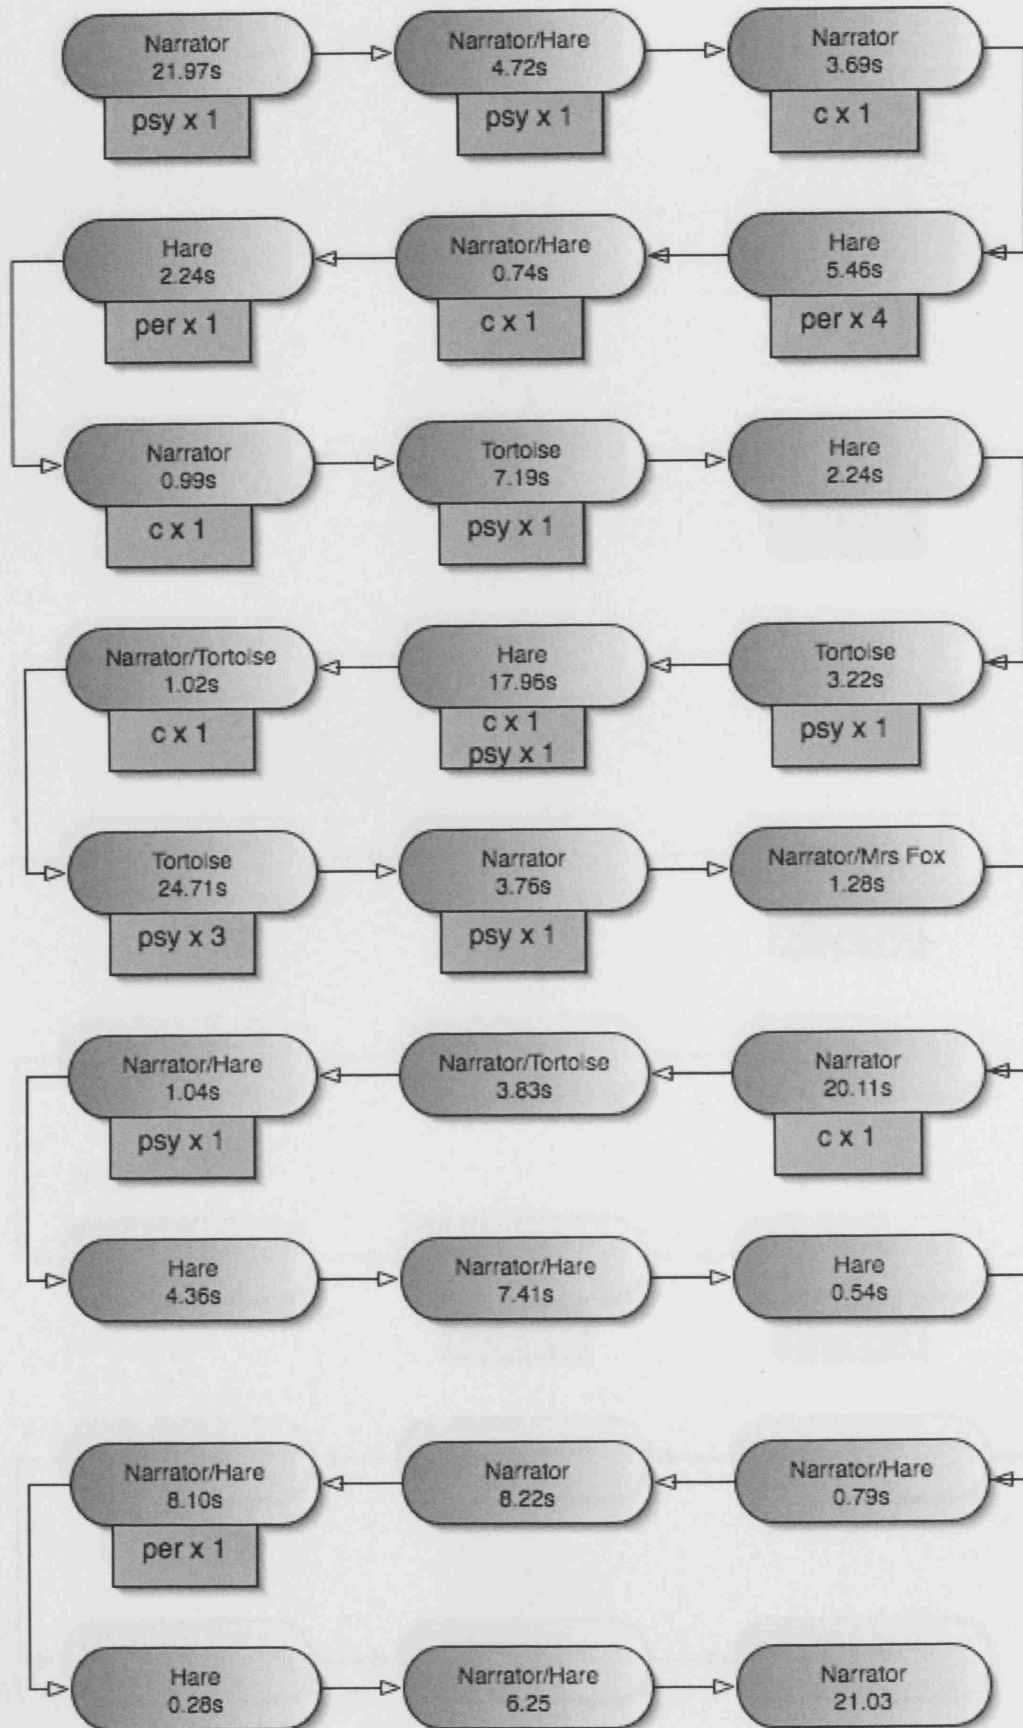 Narrator
21.97s
psy x 1
Narrator/Hare
4.72s
psy x 1
Narrator
3.69s
c x 1
Hare
5.46s
per x 4
Narrator/Hare
0.74s
c x 1
Hare
2.24s
per x 1
Narrator
0.99s
c x 1
Tortoise
7.19s
psy x 1
Hare
2.24s
Tortoise
3.22s
psy x 1
Hare
17.96s
c x 1
psy x 1
Narrator/Tortoise
1.02s
c x 1
Tortoise
24.71s
psy x 3
Narrator
3.76s
psy x 1
Narrator/Mrs Fox
1.28s
Narrator
20.11s
c x 1
Narrator/Tortoise
3.83s
Narrator/Hare
1.04s
psy x 1
Hare
4.36s
Narrator/Hare
7.41s
Hare
0.54s
Narrator/Hare
0.79s
Narrator
8.22s
Narrator/Hare
8.10s
per x 1
Hare
0.28s
Narrator/Hare
6.25
Narrator
21.03